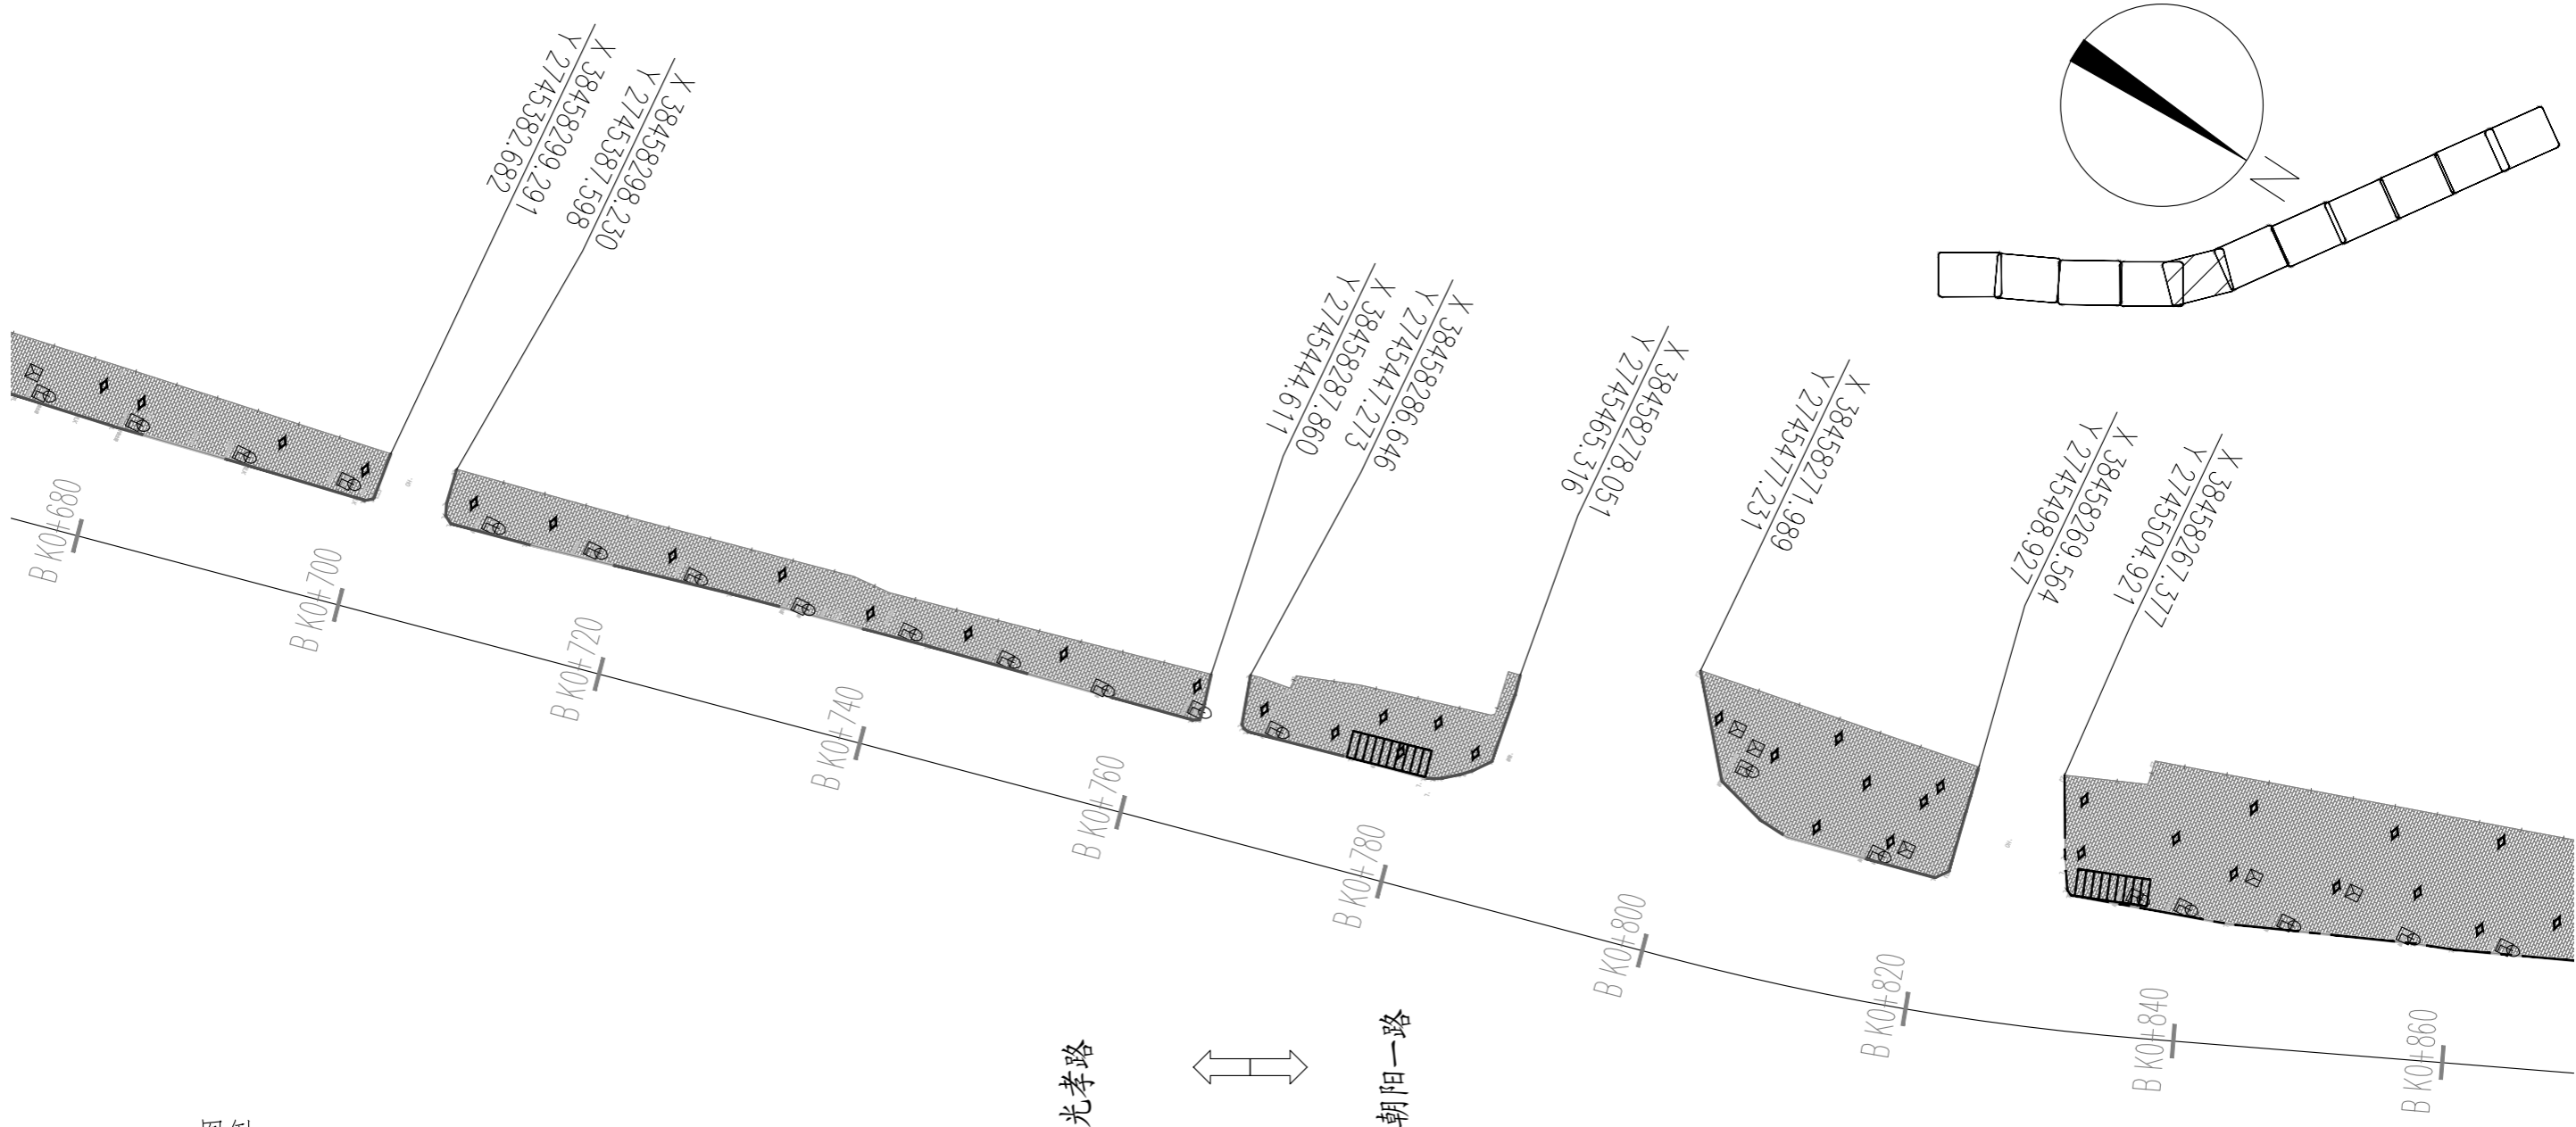 X 38458299.291
Y 2745382.682
X 38458298.230
Y 2745387.598
X 38458287.860
Y 2745444.611
X 38458286.646
Y 2745447.273
X 38458278.051
Y 2745465.316
X 38458271.989
Y 2745477.231
X 38458269.564
Y 2745498.927
X 38458267.377
Y 2745504.921
N
B K0+680
B K0+700
B K0+720
B K0+740
B K0+760
B K0+780
B K0+800
B K0+820
B K0+840
B K0+860
光孝路
朝阳一路